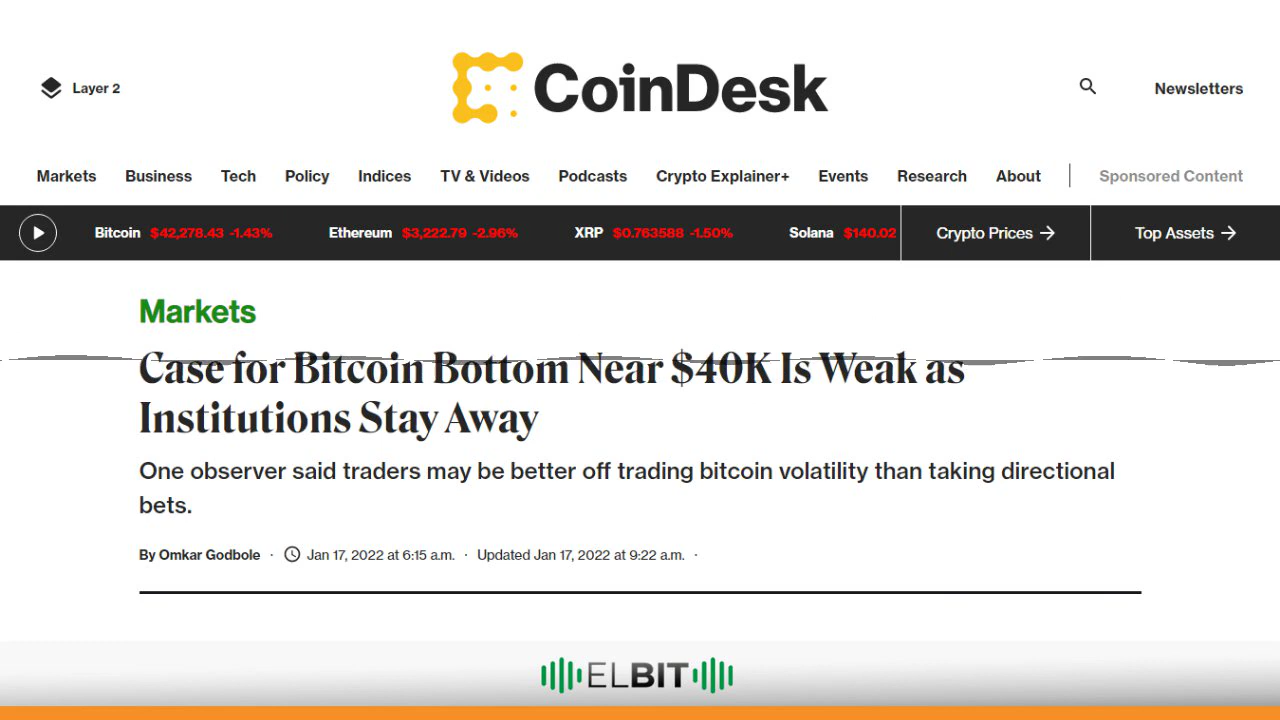 Layer 2
CoinDesk
Newsletters
Markets Business Tech Policy Indices TV & Videos Podcasts Crypto Explainer+ Events Research About Sponsored Content
Bitcoin $42,278.43 -1.43% Ethereum $3,222.79 -2.96% XRP $0.763588 -1.50% Solana $140.02 Crypto Prices → Top Assets →
Markets
Case for Bitcoin Bottom Near $40K Is Weak as
Institutions Stay Away
One observer said traders may be better off trading bitcoin volatility than taking directional
bets.
By Omkar Godbole · Jan 17, 2022 at 6:15 a.m. · Updated Jan 17, 2022 at 9:22 a.m. ·
ELBIT